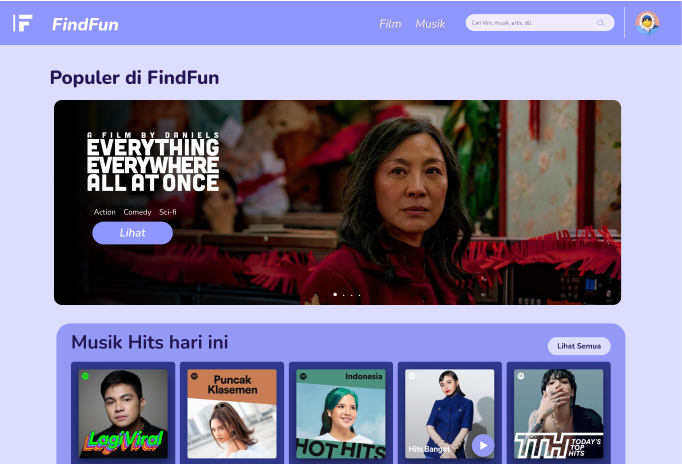 FindFun
Film Musik
Cari film, musik, artis, dll.
Populer di FindFun
A FILM BY DANIELS
EVERYTHING
EVERYWHERE
ALL AT ONCE
Action Comedy Sci-fi
Lihat
Musik Hits hari ini
Lihat Semua
LagiViral
Puncak
Klasemen
Indonesia
HOT HITS
Hits Banget
TTH TODAY'S
TOP
HITS